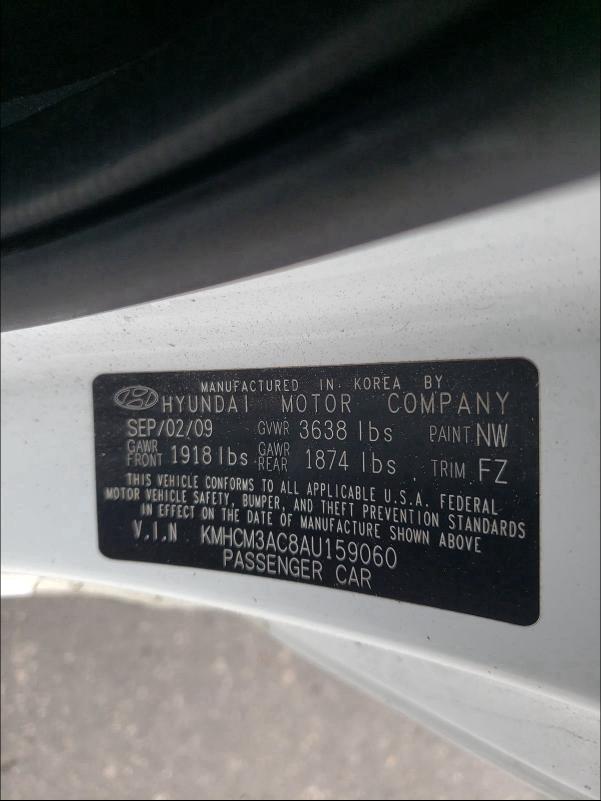 MANUFACTURED IN KOREA BY
HYUNDAI MOTOR COMPANY
SEP/02/09 GVWR 3638 lbs PAINT NW
GAWR FRONT 1918 lbs GAWR REAR 1874 lbs TRIM FZ
THIS VEHICLE CONFORMS TO ALL APPLICABLE U.S.A. FEDERAL
MOTOR VEHICLE SAFETY, BUMPER, AND THEFT PREVENTION STANDARDS
IN EFFECT ON THE DATE OF MANUFACTURE SHOWN ABOVE
V.I.N KMHCM3AC8AU159060
PASSENGER CAR